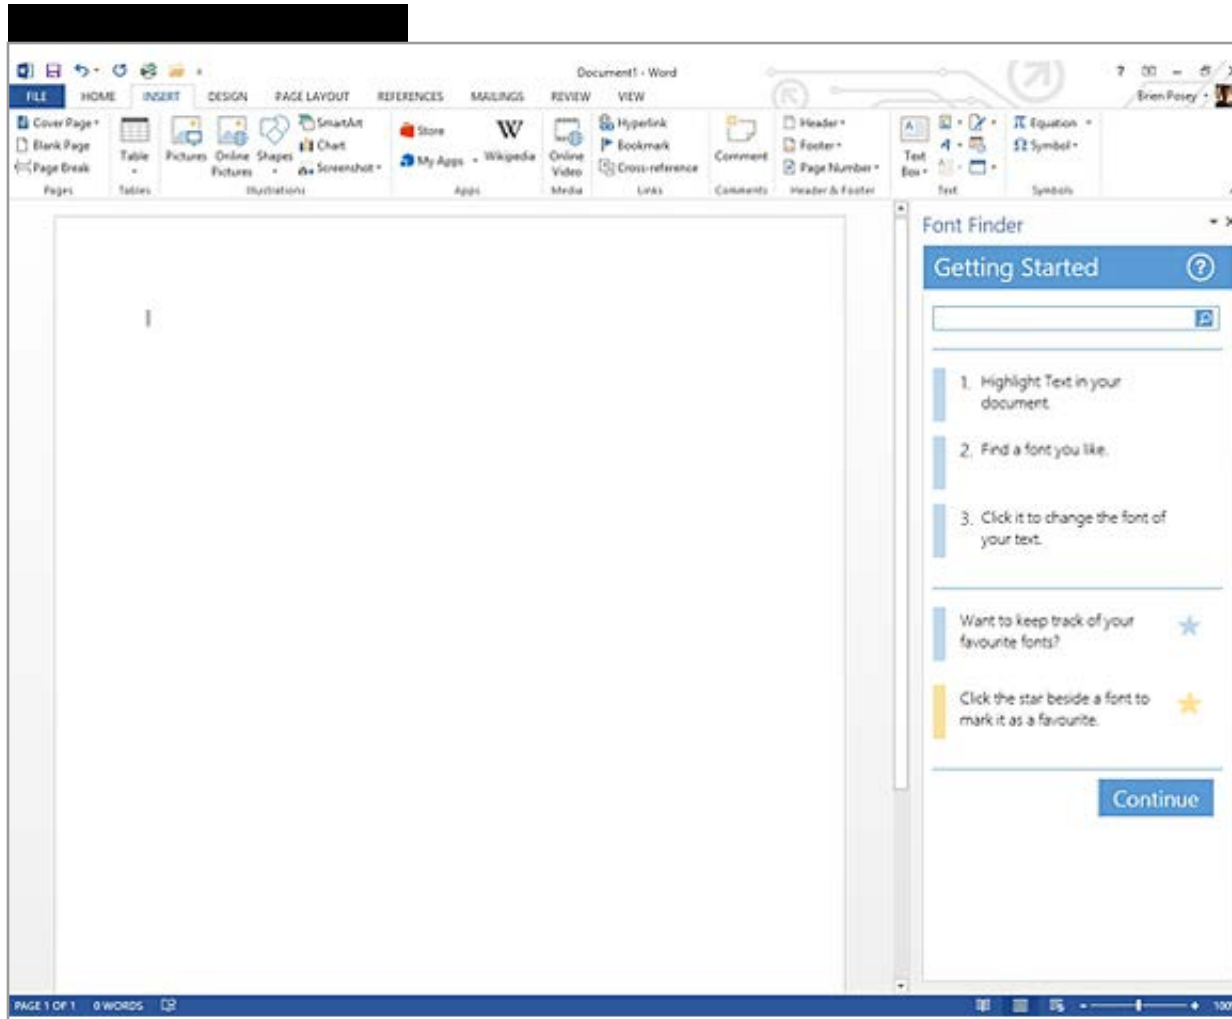 Document1 - Word
?
FILE HOME INSERT DESIGN PAGE LAYOUT REFERENCES MAILINGS REVIEW VIEW
Brien Posey
Cover Page
Blank Page
Page Break
Pages
Table
Tables
Pictures
Online
Pictures
Shapes
SmartArt
Chart
Screenshot
Illustrations
Store
My Apps
W
Wikipedia
Apps
Online
Video
Media
Hyperlink
Bookmark
Cross-reference
Links
Comment
Comments
Header
Footer
Page Number
Header & Footer
Text
Box
Text
π Equation
Ω Symbol
Symbols
Font Finder
Getting Started ?
1. Highlight Text in your
document.
2. Find a font you like.
3. Click it to change the font of
your text.
Want to keep track of your
favourite fonts?
Click the star beside a font to
mark it as a favourite.
Continue
PAGE 1 OF 1 0 WORDS